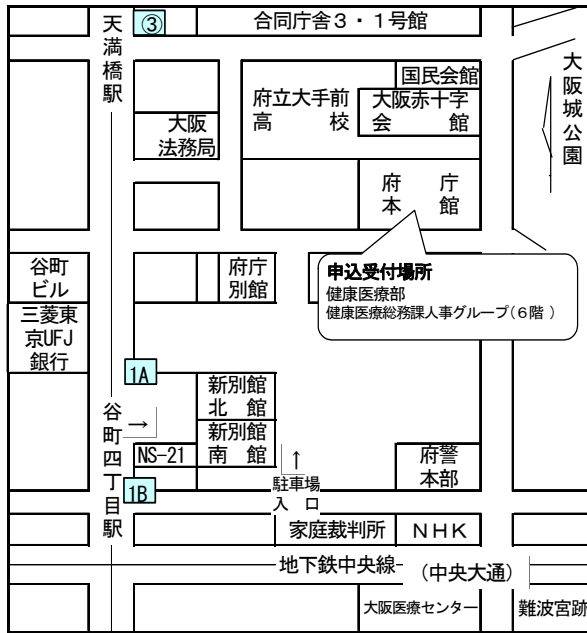 天満橋駅
③
合同庁舎3・1号館
大阪城公園
国民会館
府立大手前
高　校
大阪赤十字
会　館
大阪
法務局
府　庁
本　館
谷町
ビル
府庁
別館
申込受付場所
健康医療部
健康医療総務課人事グループ(6階 )
三菱東
京UFJ
銀行
1A
新別館
北　館
谷町四丁目駅
→
新別館
南　館
NS-21
↑
駐車場
入　口
府警
本部
1B
家庭裁判所
NHK
地下鉄中央線
(中央大通)
大阪医療センター
難波宮跡